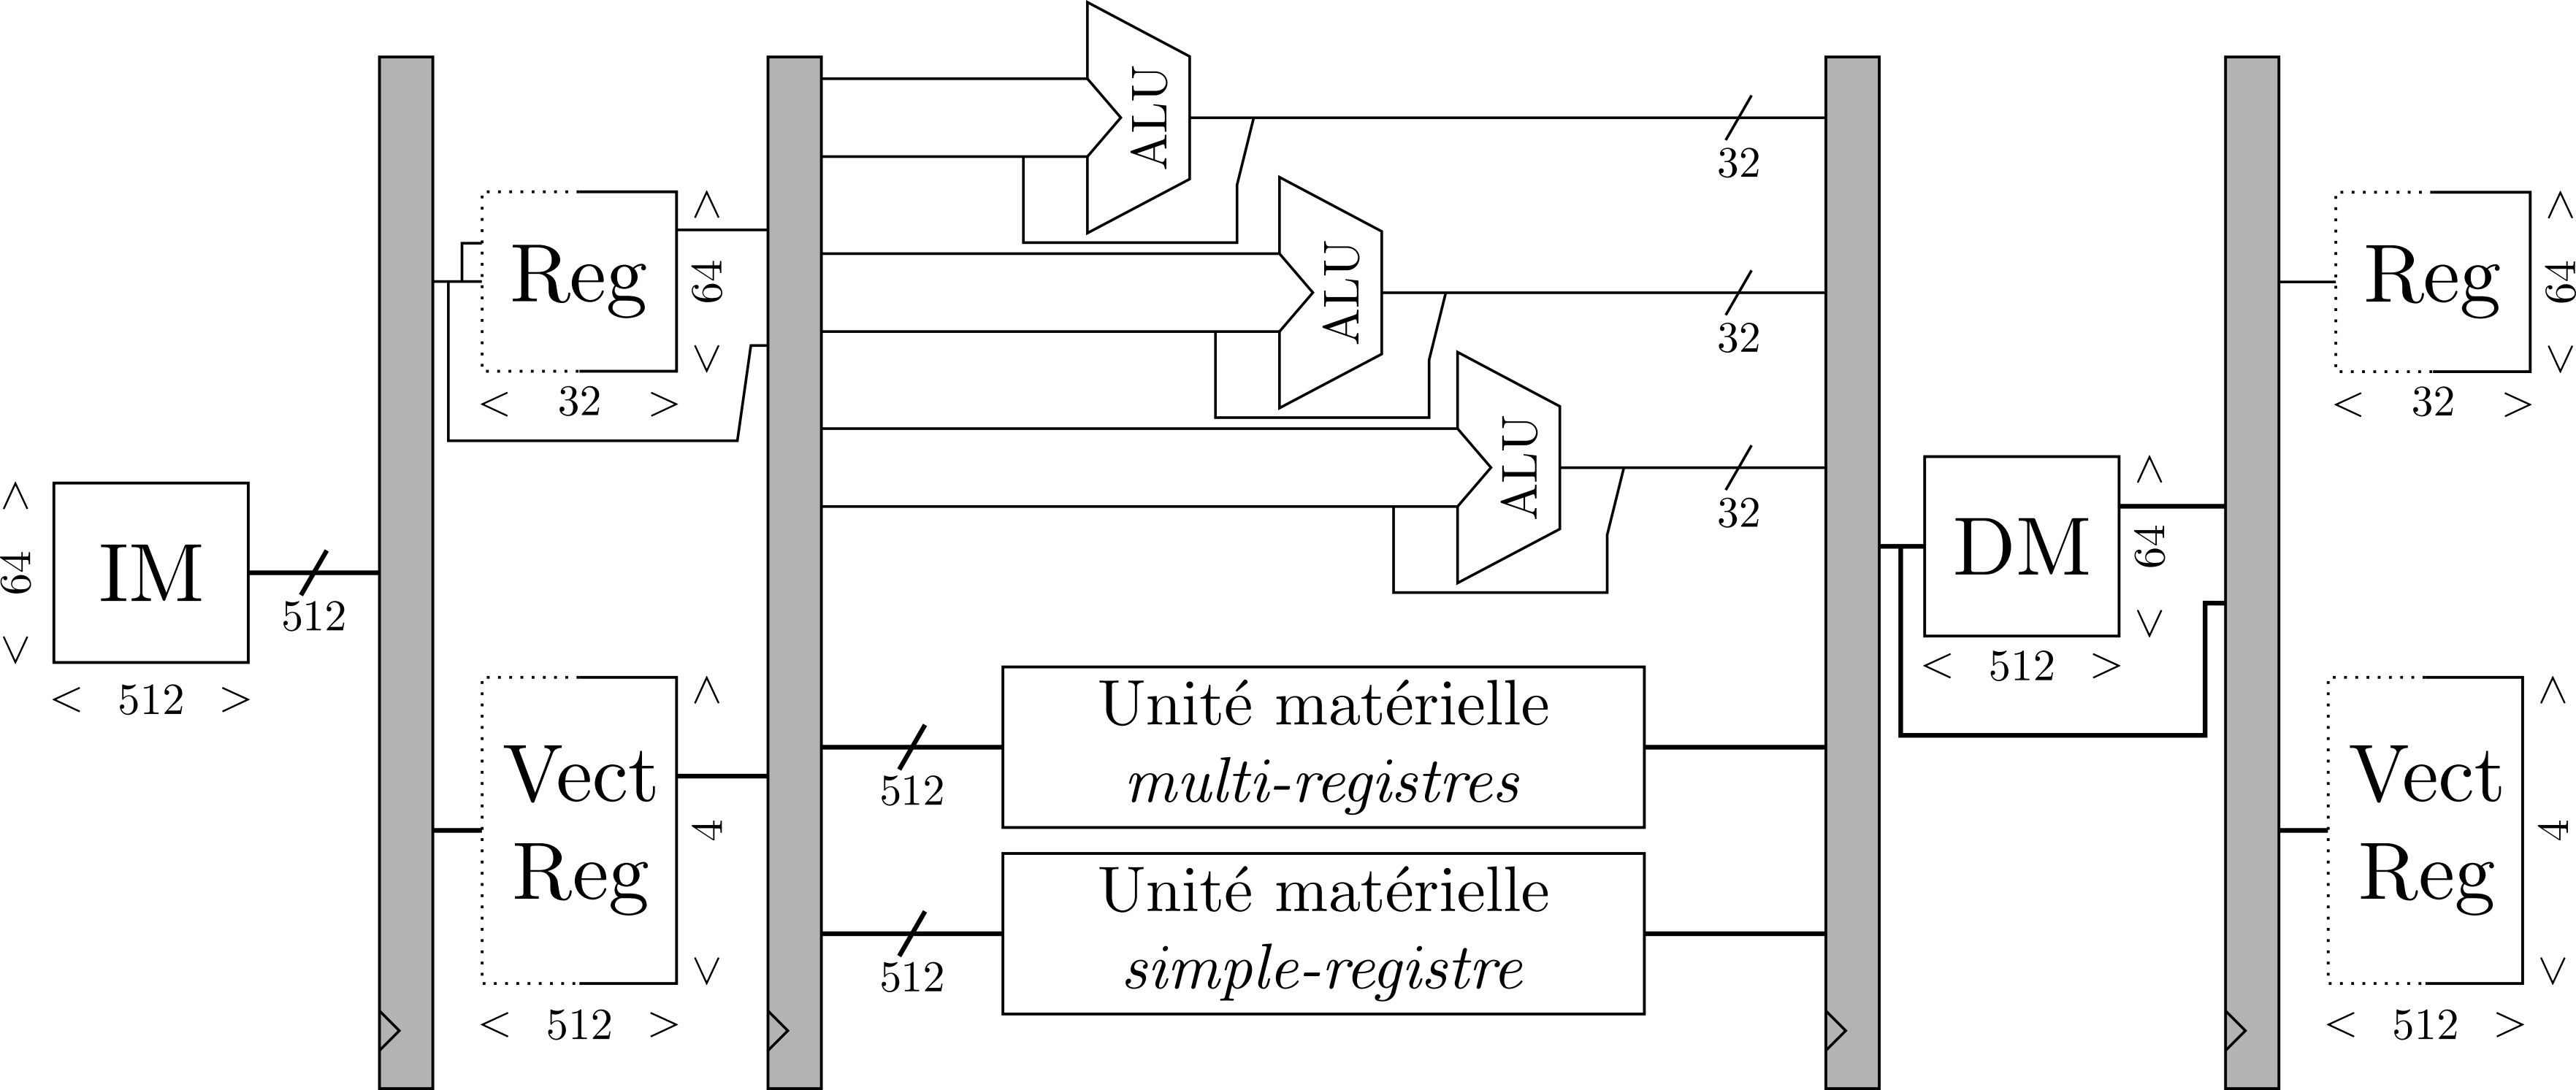 < 64 >
IM
< 512 >
512
Reg
< 64 >
< 32 >
Vect
Reg
< 4 >
< 512 >
ALU
32
ALU
32
ALU
32
512
Unité matérielle
multi-registres
512
Unité matérielle
simple-registre
DM
< 64 >
< 512 >
Reg
< 64 >
< 32 >
Vect
Reg
< 4 >
< 512 >